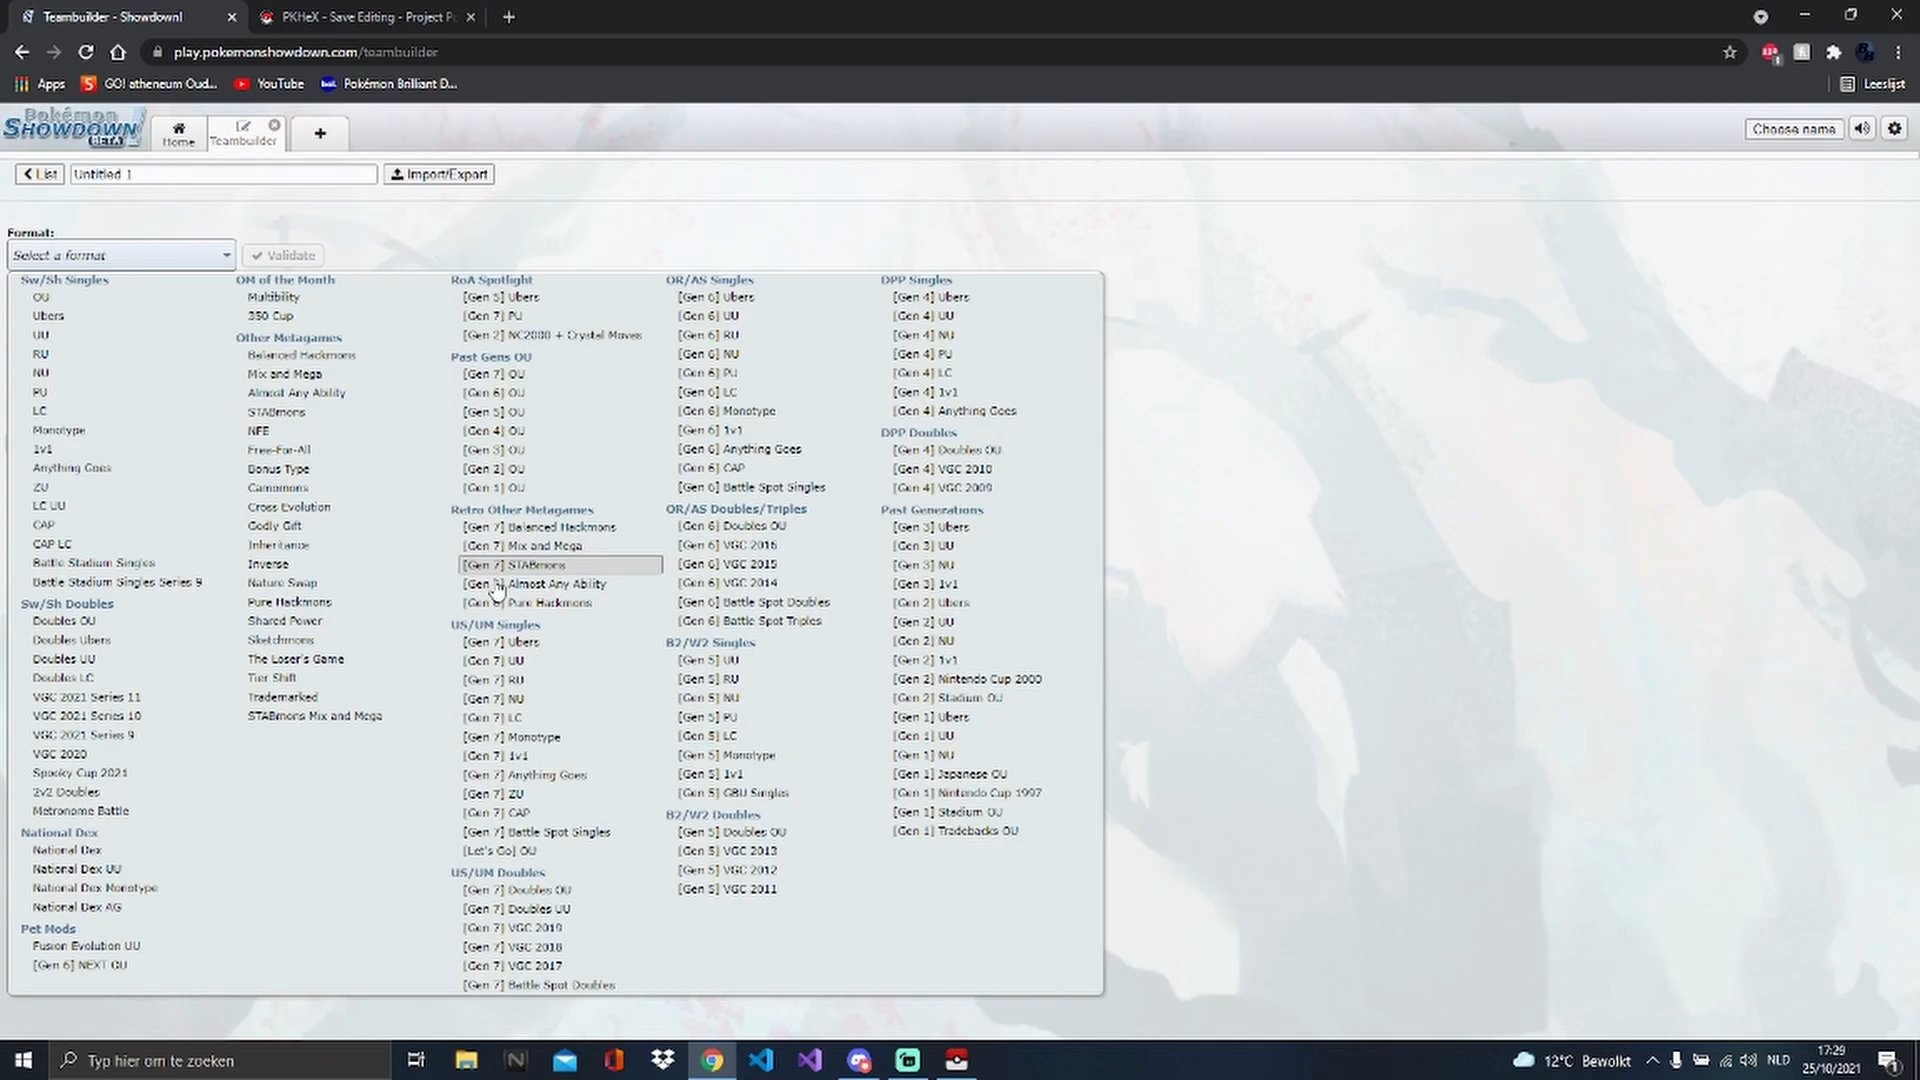 Teambuilder - Showdown!
PKHeX - Save Editing - Project Po
play.pokemonshowdown.com/teambuilder
Apps
GO! atheneum Oud...
YouTube
Pokémon Brilliant D...
Leeslijst
Pokémon
SHOWDOWN!
BETA
Home
Teambuilder
Choose name
List
Untitled 1
Import/Export
Format:
Select a format
Validate
Sw/Sh Singles
OU
Ubers
UU
RU
NU
PU
LC
Monotype
1v1
Anything Goes
ZU
LC UU
CAP
CAP LC
Battle Stadium Singles
Battle Stadium Singles Series 9
Sw/Sh Doubles
Doubles OU
Doubles Ubers
Doubles UU
Doubles LC
VGC 2021 Series 11
VGC 2021 Series 10
VGC 2021 Series 9
VGC 2020
Spooky Cup 2021
2v2 Doubles
Metronome Battle
National Dex
National Dex
National Dex UU
National Dex Monotype
National Dex AG
Pet Mods
Fusion Evolution UU
[Gen 6] NEXT OU
OM of the Month
Multibility
350 Cup
Other Metagames
Balanced Hackmons
Mix and Mega
Almost Any Ability
STABmons
NFE
Free-For-All
Bonus Type
Camomons
Cross Evolution
Godly Gift
Inheritance
Inverse
Nature Swap
Pure Hackmons
Shared Power
Sketchmons
The Loser's Game
Tier Shift
Trademarked
STABmons Mix and Mega
RoA Spotlight
[Gen 5] Ubers
[Gen 7] PU
[Gen 2] NC2000 + Crystal Moves
Past Gens OU
[Gen 7] OU
[Gen 6] OU
[Gen 5] OU
[Gen 4] OU
[Gen 3] OU
[Gen 2] OU
[Gen 1] OU
Retro Other Metagames
[Gen 7] Balanced Hackmons
[Gen 7] Mix and Mega
[Gen 7] STABmons
[Gen Almost Any Ability
[Gen 6] Pure Hackmons
US/UM Singles
[Gen 7] Ubers
[Gen 7] UU
[Gen 7] RU
[Gen 7] NU
[Gen 7] LC
[Gen 7] Monotype
[Gen 7] 1v1
[Gen 7] Anything Goes
[Gen 7] ZU
[Gen 7] CAP
[Gen 7] Battle Spot Singles
[Let's Go] OU
US/UM Doubles
[Gen 7] Doubles OU
[Gen 7] Doubles UU
[Gen 7] VGC 2019
[Gen 7] VGC 2018
[Gen 7] VGC 2017
[Gen 7] Battle Spot Doubles
OR/AS Singles
[Gen 6] Ubers
[Gen 6] UU
[Gen 6] RU
[Gen 6] NU
[Gen 6] PU
[Gen 6] LC
[Gen 6] Monotype
[Gen 6] 1v1
[Gen 6] Anything Goes
[Gen 6] CAP
[Gen 6] Battle Spot Singles
OR/AS Doubles/Triples
[Gen 6] Doubles OU
[Gen 6] VGC 2016
[Gen 6] VGC 2015
[Gen 6] VGC 2014
[Gen 6] Battle Spot Doubles
[Gen 6] Battle Spot Triples
B2/W2 Singles
[Gen 5] UU
[Gen 5] RU
[Gen 5] NU
[Gen 5] PU
[Gen 5] LC
[Gen 5] Monotype
[Gen 5] 1v1
[Gen 5] GBU Singles
B2/W2 Doubles
[Gen 5] Doubles OU
[Gen 5] VGC 2013
[Gen 5] VGC 2012
[Gen 5] VGC 2011
DPP Singles
[Gen 4] Ubers
[Gen 4] UU
[Gen 4] NU
[Gen 4] PU
[Gen 4] LC
[Gen 4] 1v1
[Gen 4] Anything Goes
DPP Doubles
[Gen 4] Doubles OU
[Gen 4] VGC 2010
[Gen 4] VGC 2009
Past Generations
[Gen 3] Ubers
[Gen 3] UU
[Gen 3] NU
[Gen 3] 1v1
[Gen 2] Ubers
[Gen 2] UU
[Gen 2] NU
[Gen 2] 1v1
[Gen 2] Nintendo Cup 2000
[Gen 2] Stadium OU
[Gen 1] Ubers
[Gen 1] UU
[Gen 1] NU
[Gen 1] Japanese OU
[Gen 1] Nintendo Cup 1997
[Gen 1] Stadium OU
[Gen 1] Tradebacks OU
Typ hier om te zoeken
12°C Bewolkt
NLD
17:29
25/10/2021